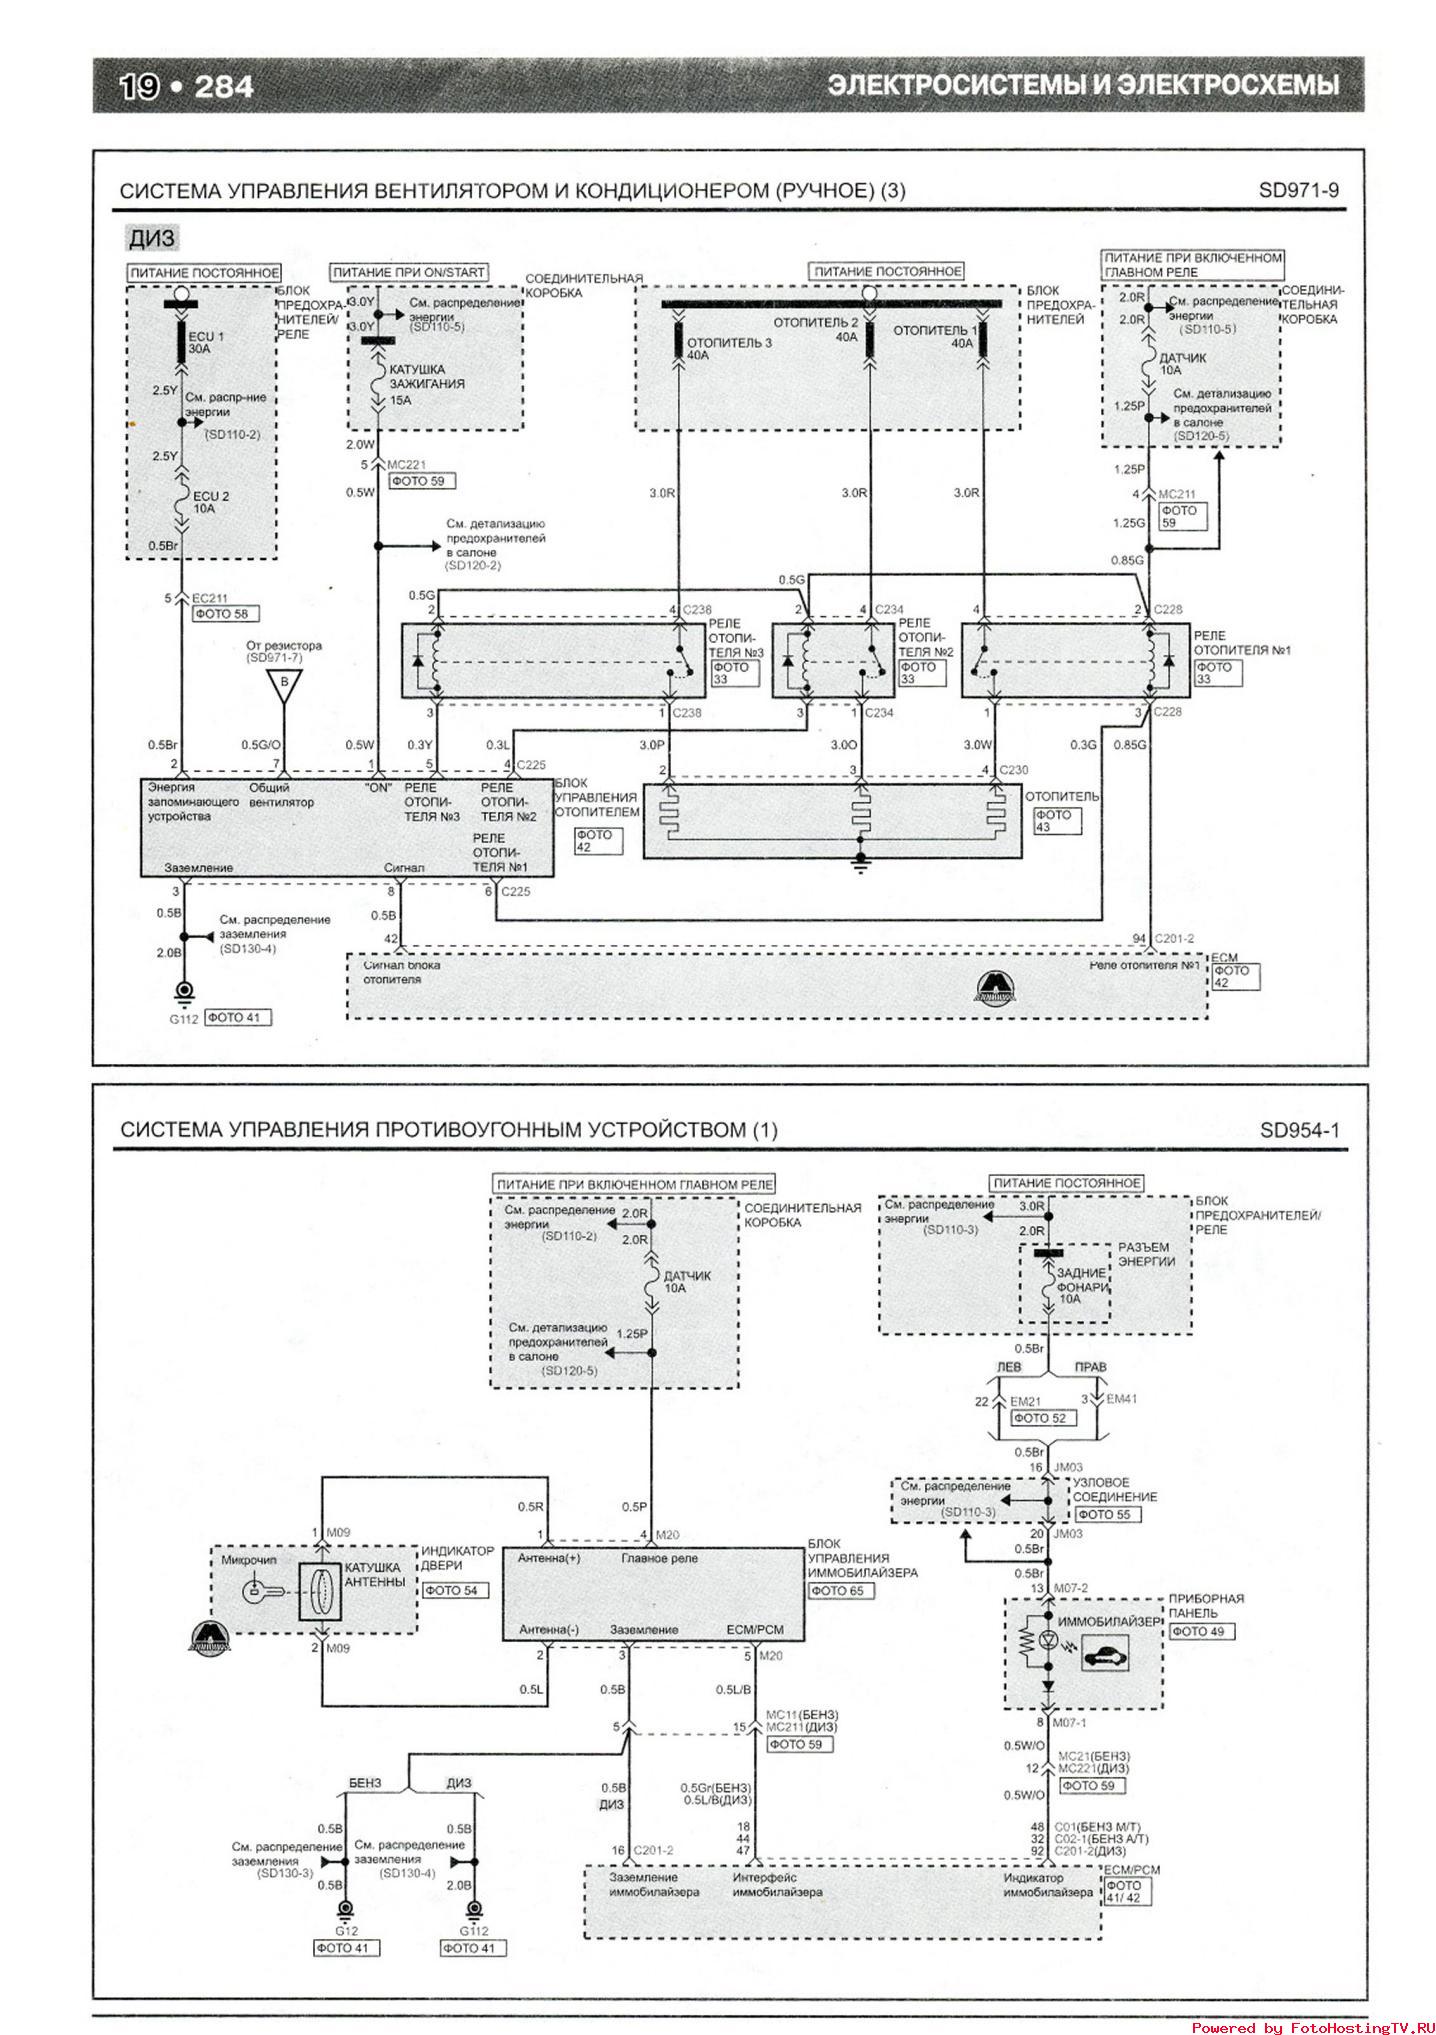 19 • 284
ЭЛЕКТРОСИСТЕМЫ И ЭЛЕКТРОСХЕМЫ
СИСТЕМА УПРАВЛЕНИЯ ВЕНТИЛЯТОРОМ И КОНДИЦИОНЕРОМ (РУЧНОЕ) (3)
SD971-9
ДИЗ
ПИТАНИЕ ПОСТОЯННОЕ
БЛОК
ПРЕДОХРА-
НИТЕЛЕЙ/
РЕЛЕ
ECU 1
30A
2.5Y
См. распр-ние
энергии
(SD110-2)
2.5Y
ECU 2
10A
0.5Br
5
EC211
ФОТО 58
От резистора
(SD971-7)
B
ПИТАНИЕ ПРИ ON/START
СОЕДИНИТЕЛЬНАЯ
КОРОБКА
3.0Y
См. распределение
энергии
(SD110-5)
3.0Y
КАТУШКА
ЗАЖИГАНИЯ
15A
2.0W
5
MC221
ФОТО 59
0.5W
См. детализацию
предохранителей
в салоне
(SD120-2)
ПИТАНИЕ ПОСТОЯННОЕ
БЛОК
ПРЕДОХРА-
НИТЕЛЕЙ
ОТОПИТЕЛЬ 3
40A
ОТОПИТЕЛЬ 2
40A
ОТОПИТЕЛЬ 1
40A
3.0R
3.0R
3.0R
ПИТАНИЕ ПРИ ВКЛЮЧЕННОМ
ГЛАВНОМ РЕЛЕ
СОЕДИНИ-
ТЕЛЬНАЯ
КОРОБКА
2.0R
См. распределение
энергии
(SD110-5)
2.0R
ДАТЧИК
10A
1.25P
См. детализацию
предохранителей
в салоне
(SD120-5)
1.25P
4
MC211
ФОТО
59
1.25G
0.85G
0.5G
0.5G
2
4
C238
2
4
C234
4
2
C228
РЕЛЕ
ОТОПИ-
ТЕЛЯ №3
ФОТО
33
РЕЛЕ
ОТОПИ-
ТЕЛЯ №2
ФОТО
33
РЕЛЕ
ОТОПИТЕЛЯ №1
ФОТО
33
3
1
C238
3
1
C234
1
3
C228
0.5Br
0.5G/O
0.5W
0.3Y
0.3L
3.0P
3.0O
3.0W
0.3G
0.85G
2
7
1
5
4
C225
2
3
4
C230
Энергия
запоминающего
устройства
Общий
вентилятор
"ON"
РЕЛЕ
ОТОПИ-
ТЕЛЯ №3
РЕЛЕ
ОТОПИ-
ТЕЛЯ №2
РЕЛЕ
ОТОПИ-
ТЕЛЯ №1
Заземление
Сигнал
БЛОК
УПРАВЛЕНИЯ
ОТОПИТЕЛЕМ
ФОТО
42
ОТОПИТЕЛЬ
ФОТО
43
3
8
6
C225
0.5B
0.5B
См. распределение
заземления
(SD130-4)
2.0B
G112
ФОТО 41
42
94
C201-2
Сигнал блока
отопителя
Реле отопителя №1
ECM
ФОТО
42
СИСТЕМА УПРАВЛЕНИЯ ПРОТИВОУГОННЫМ УСТРОЙСТВОМ (1)
SD954-1
ПИТАНИЕ ПРИ ВКЛЮЧЕННОМ ГЛАВНОМ РЕЛЕ
СОЕДИНИТЕЛЬНАЯ
КОРОБКА
См. распределение
энергии
(SD110-2)
2.0R
2.0R
ДАТЧИК
10A
См. детализацию
предохранителей
в салоне
(SD120-5)
1.25P
ПИТАНИЕ ПОСТОЯННОЕ
БЛОК
ПРЕДОХРАНИТЕЛЕЙ/
РЕЛЕ
См. распределение
энергии
(SD110-3)
3.0R
2.0R
РАЗЪЕМ
ЭНЕРГИИ
ЗАДНИЕ
ФОНАРИ
10A
0.5Br
ЛЕВ
ПРАВ
22
EM21
ФОТО 52
3
EM41
0.5Br
16
JM03
См. распределение
энергии
(SD110-3)
УЗЛОВОЕ
СОЕДИНЕНИЕ
ФОТО 55
20
JM03
0.5Br
0.5Br
13
M07-2
0.5R
0.5P
1
M09
1
4
M20
Микрочип
КАТУШКА
АНТЕННЫ
ИНДИКАТОР
ДВЕРИ
ФОТО 54
2
M09
Антенна(+)
Главное реле
Антенна(-)
Заземление
ECM/PCM
БЛОК
УПРАВЛЕНИЯ
ИММОБИЛАЙЗЕРА
ФОТО 65
2
3
5
M20
0.5L
0.5B
0.5L/B
ИММОБИЛАЙЗЕР
ПРИБОРНАЯ
ПАНЕЛЬ
ФОТО 49
8
M07-1
0.5W/O
5
15
MC11(БЕНЗ)
MC211(ДИЗ)
ФОТО 59
12
MC21(БЕНЗ)
MC221(ДИЗ)
ФОТО 59
0.5W/O
БЕНЗ
ДИЗ
0.5B
ДИЗ
0.5Gr(БЕНЗ)
0.5L/B(ДИЗ)
0.5B
0.5B
См. распределение
заземления
(SD130-3)
См. распределение
заземления
(SD130-4)
0.5B
2.0B
G12
ФОТО 41
G112
ФОТО 41
16
C201-2
18
44
47
48
C01(БЕНЗ М/Т)
32
C02-1(БЕНЗ А/Т)
92
C201-2(ДИЗ)
Заземление
иммобилайзера
Интерфейс
иммобилайзера
Индикатор
иммобилайзера
ECM/PCM
ФОТО
41/ 42
Powered by FotoHostingTV.RU